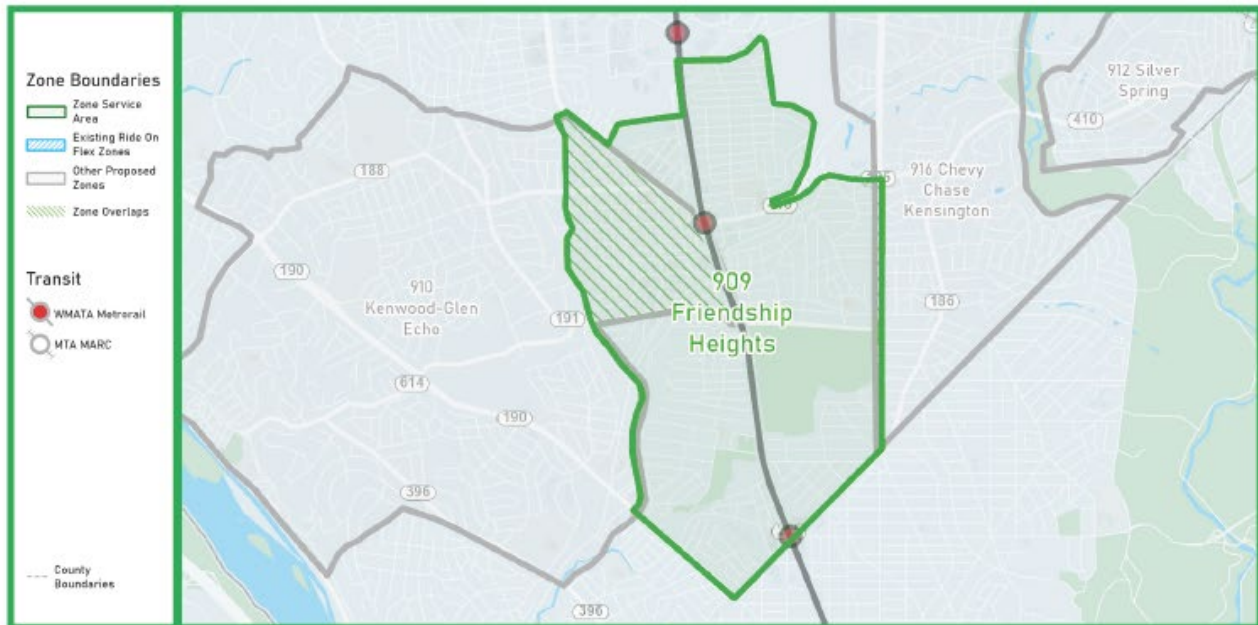 Zone Boundaries
Zone Service
Area
Existing Ride On
Flex Zones
Other Proposed
Zones
Zone Overlaps
Transit
WMATA Metrorail
MTA MARC
County
Boundaries
912 Silver
Spring
410
188
916 Chevy
Chase
Kensington
190
910
Kenwood-Glen
Echo
191
909
Friendship
Heights
186
614
190
396
396